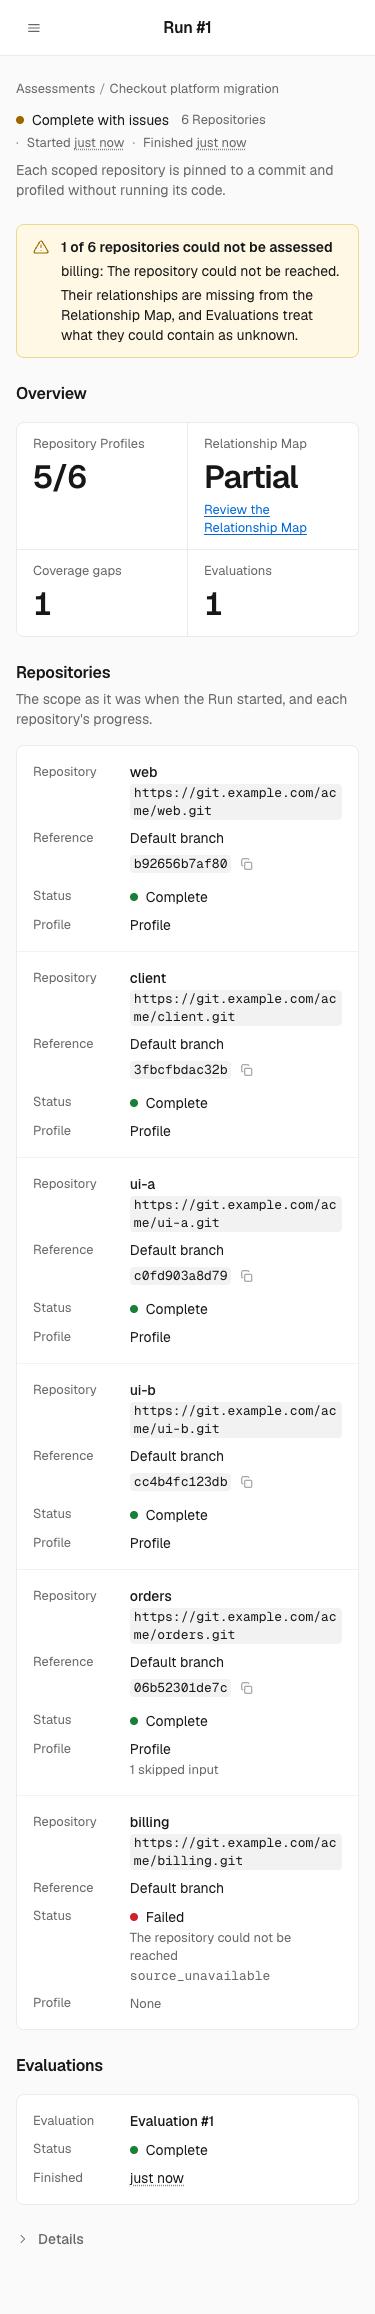 Run #1
Assessments / Checkout platform migration
Complete with issues 6 Repositories
· Started just now · Finished just now
Each scoped repository is pinned to a commit and
profiled without running its code.
1 of 6 repositories could not be assessed
billing: The repository could not be reached.
Their relationships are missing from the
Relationship Map, and Evaluations treat
what they could contain as unknown.
Overview
Repository Profiles
5/6
Relationship Map
Partial
Review the
Relationship Map
Coverage gaps
1
Evaluations
1
Repositories
The scope as it was when the Run started, and each
repository's progress.
Repository web
https://git.example.com/ac
me/web.git
Reference Default branch
b92656b7af80
Status Complete
Profile Profile
Repository client
https://git.example.com/ac
me/client.git
Reference Default branch
3fbcfbdac32b
Status Complete
Profile Profile
Repository ui-a
https://git.example.com/ac
me/ui-a.git
Reference Default branch
c0fd903a8d79
Status Complete
Profile Profile
Repository ui-b
https://git.example.com/ac
me/ui-b.git
Reference Default branch
cc4b4fc123db
Status Complete
Profile Profile
Repository orders
https://git.example.com/ac
me/orders.git
Reference Default branch
06b52301de7c
Status Complete
Profile Profile
1 skipped input
Repository billing
https://git.example.com/ac
me/billing.git
Reference Default branch
Status Failed
The repository could not be
reached
source_unavailable
Profile None
Evaluations
Evaluation Evaluation #1
Status Complete
Finished just now
Details